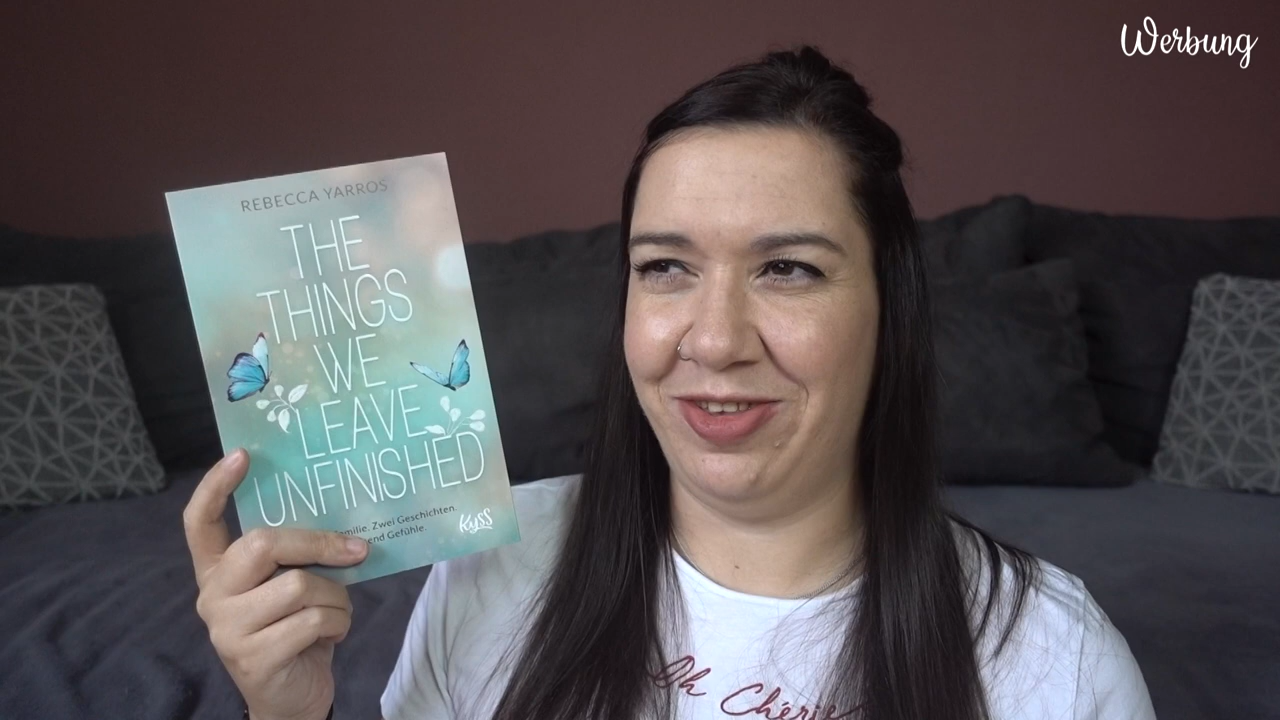 Werbung
REBECCA YARROS
THE
THINGS
WE
LEAVE
UNFINISHED
Zwei Geschichten.
Gefühle.
KySS
Oh Chérie